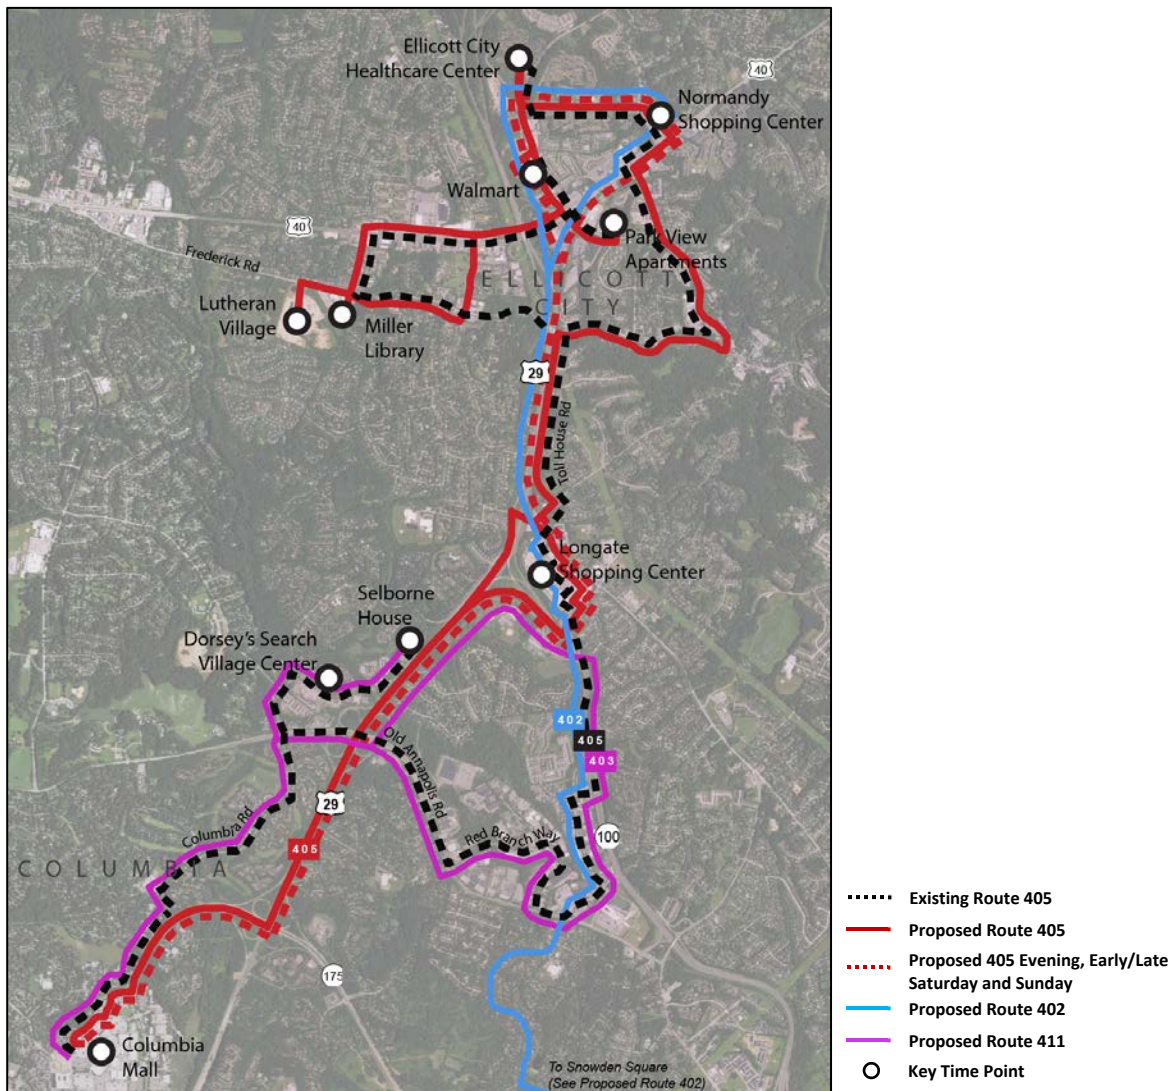 Ellicott City
Healthcare Center
40
Normandy
Shopping Center
Walmart
40
Park View
Apartments
Frederick Rd
ELLICOTT
CITY
Lutheran
Village
Miller
Library
29
Toll House Rd
Longate
Shopping Center
Selborne
House
Dorsey's Search
Village Center
402
405
403
Old Annapolis Rd
29
Columbia Rd
Red Branch Way
100
405
COLUMBIA
175
Columbia
Mall
To Snowden Square
(See Proposed Route 402)
Existing Route 405
Proposed Route 405
Proposed 405 Evening, Early/Late
Saturday and Sunday
Proposed Route 402
Proposed Route 411
Key Time Point